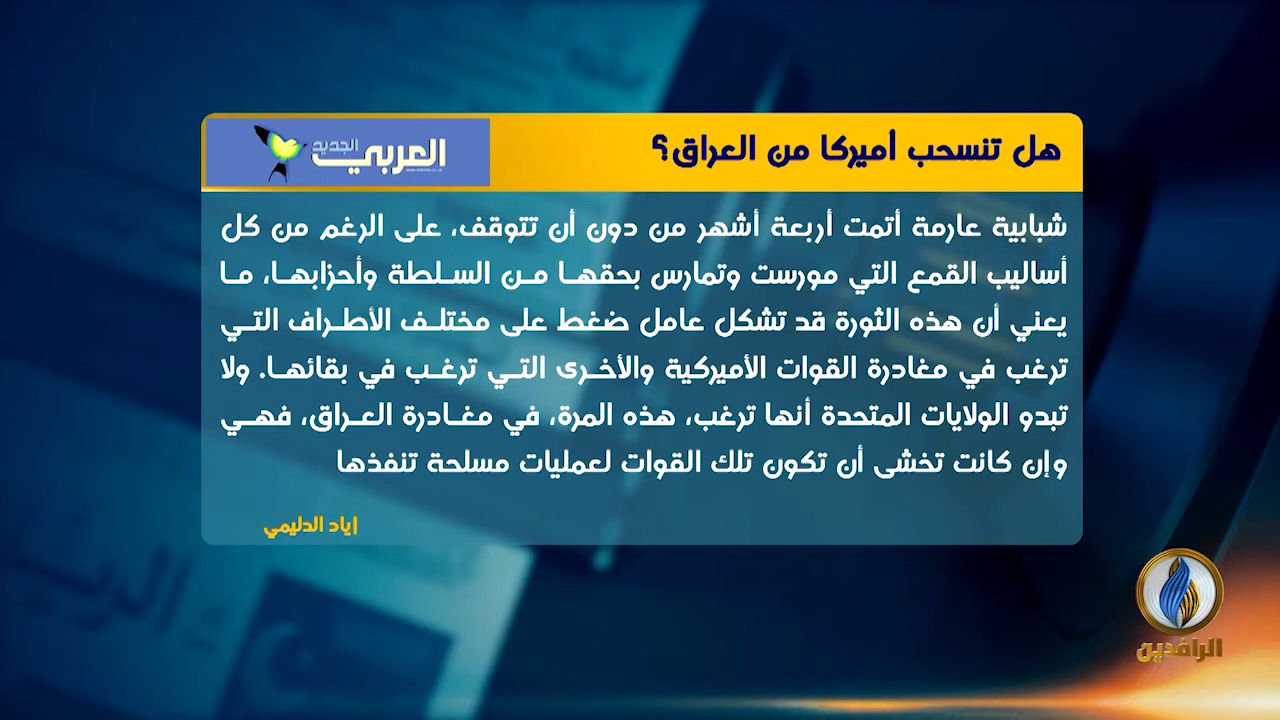 هل تنسحب أميركا من العراق؟
العربي الجديد
شبابية عارمة أتمت أربعة أشهر من دون أن تتوقف، على الرغم من كل
أساليب القمع التي مورست وتمارس بحقها من السلطة وأحزابها، ما
يعني أن هذه الثورة قد تشكل عامل ضغط على مختلف الأطراف التي
ترغب في مغادرة القوات الأميركية والأخرى التي ترغب في بقائها. ولا
تبدو الولايات المتحدة أنها ترغب، هذه المرة، في مغادرة العراق، فهي
وإن كانت تخشى أن تكون تلك القوات لعمليات مسلحة تنفذها
إياد الدليمي
الرافدين